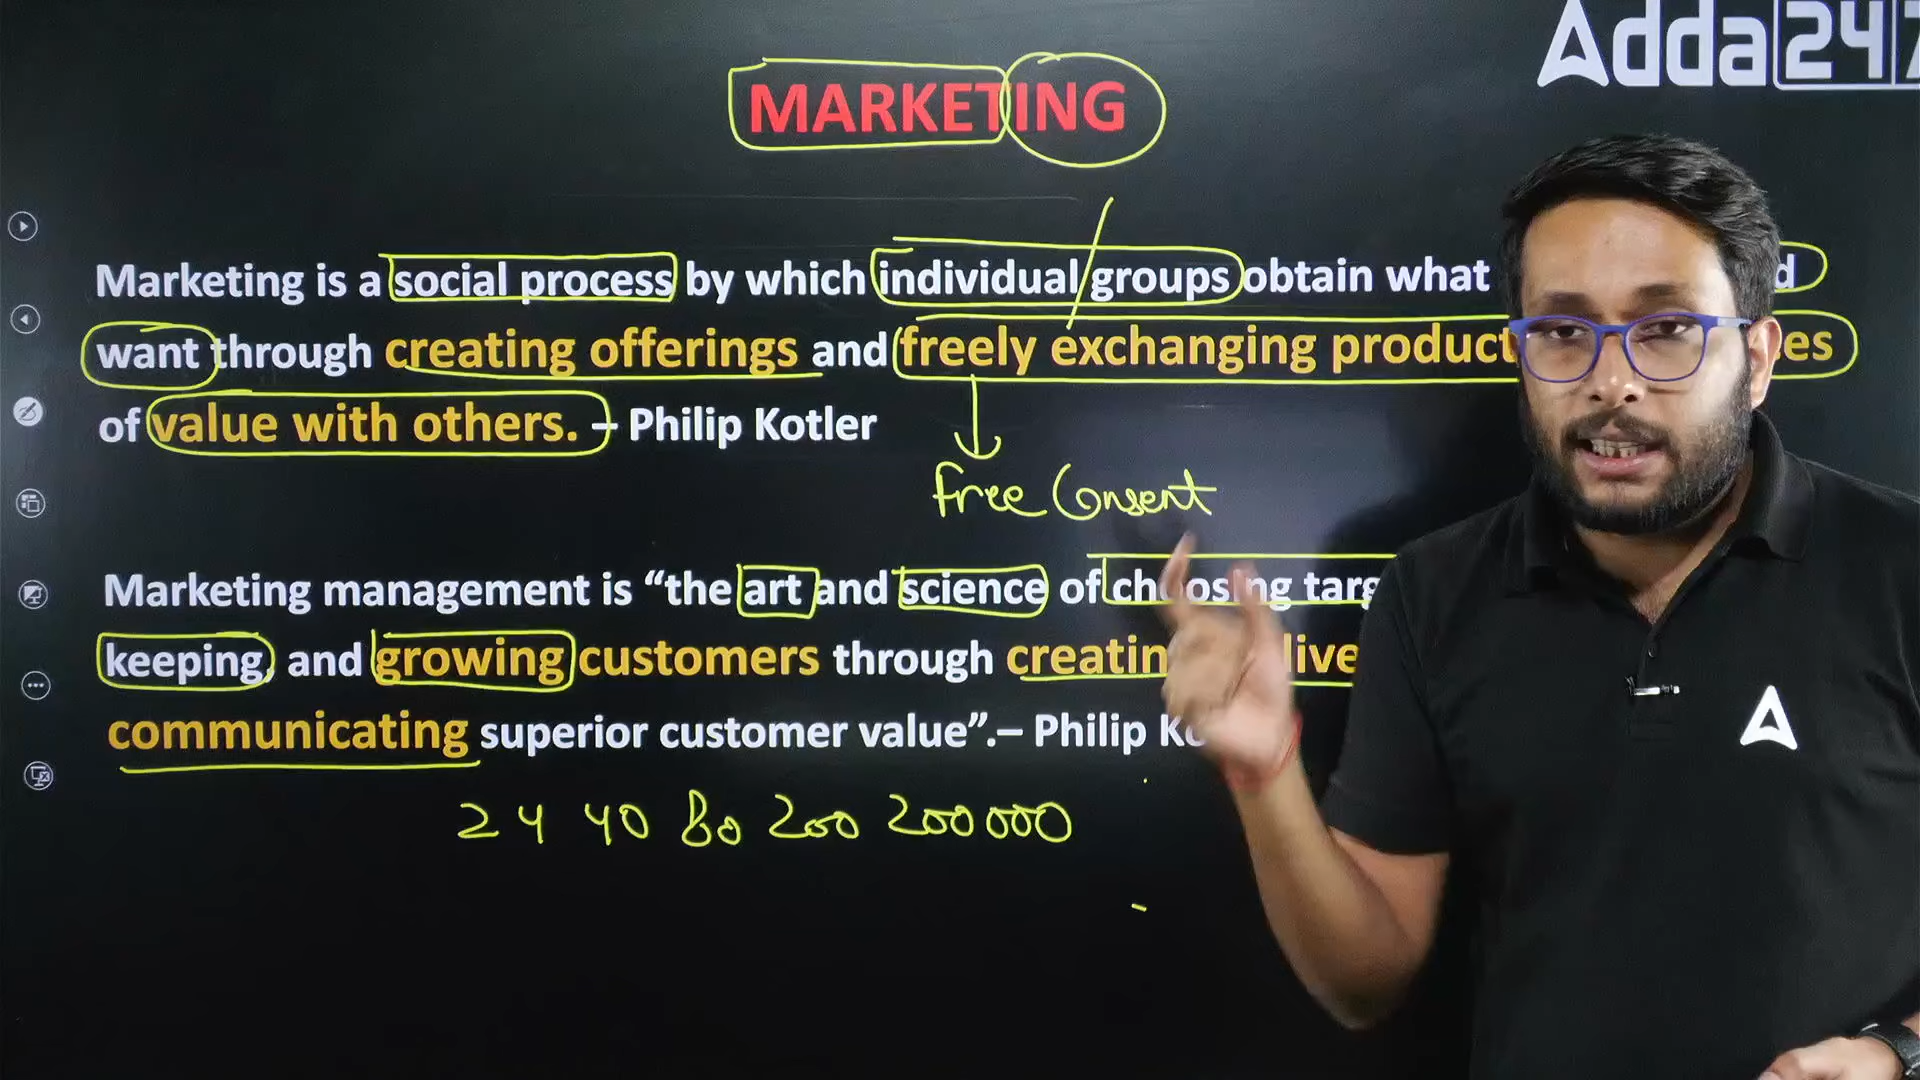 Adda247
MARKETING
Marketing is a social process by which individual/groups obtain what
want through creating offerings and freely exchanging product
of value with others. – Philip Kotler
Free Consent
Marketing management is “the art and science of choosing
keeping, and growing customers through
communicating superior customer value”.– Philip
24 40 80 200 200000